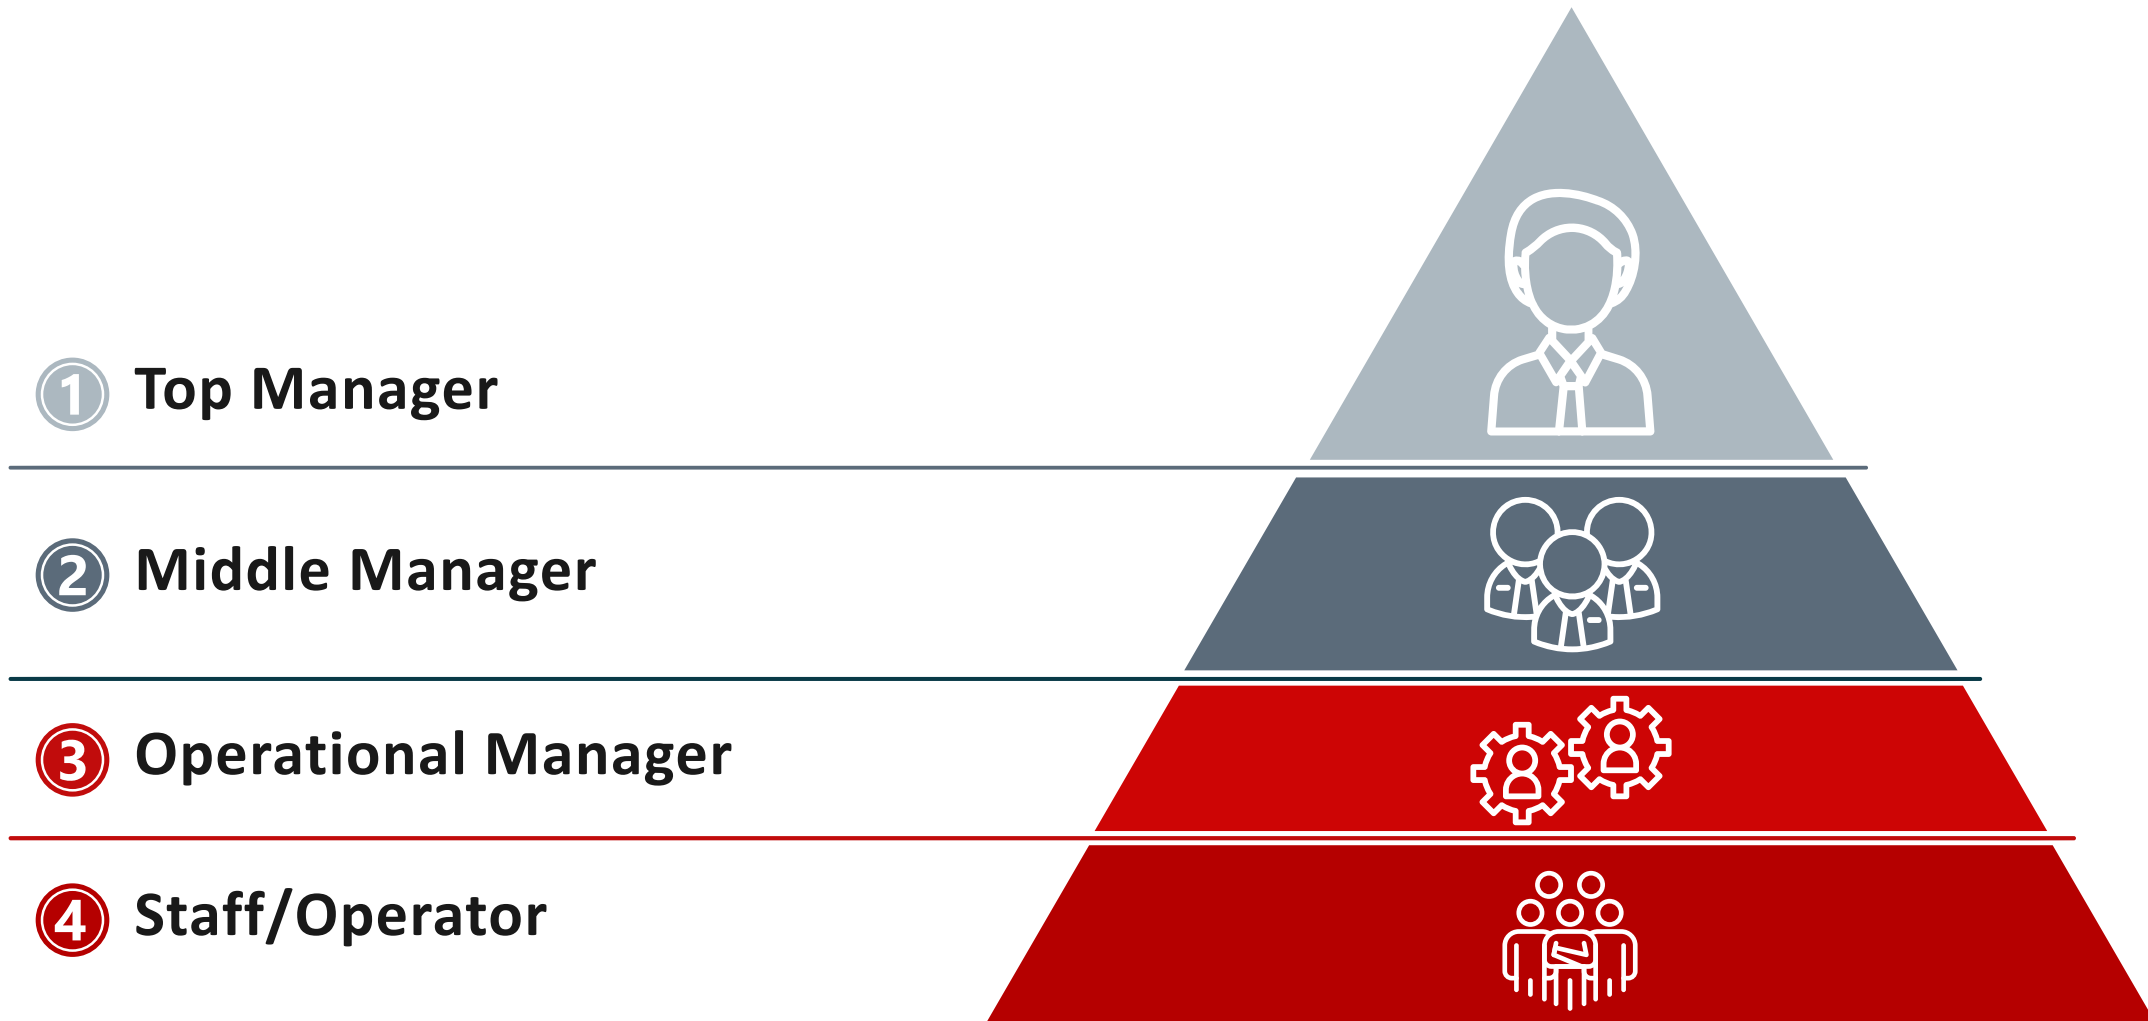 1 Top Manager
2 Middle Manager
3 Operational Manager
4 Staff/Operator